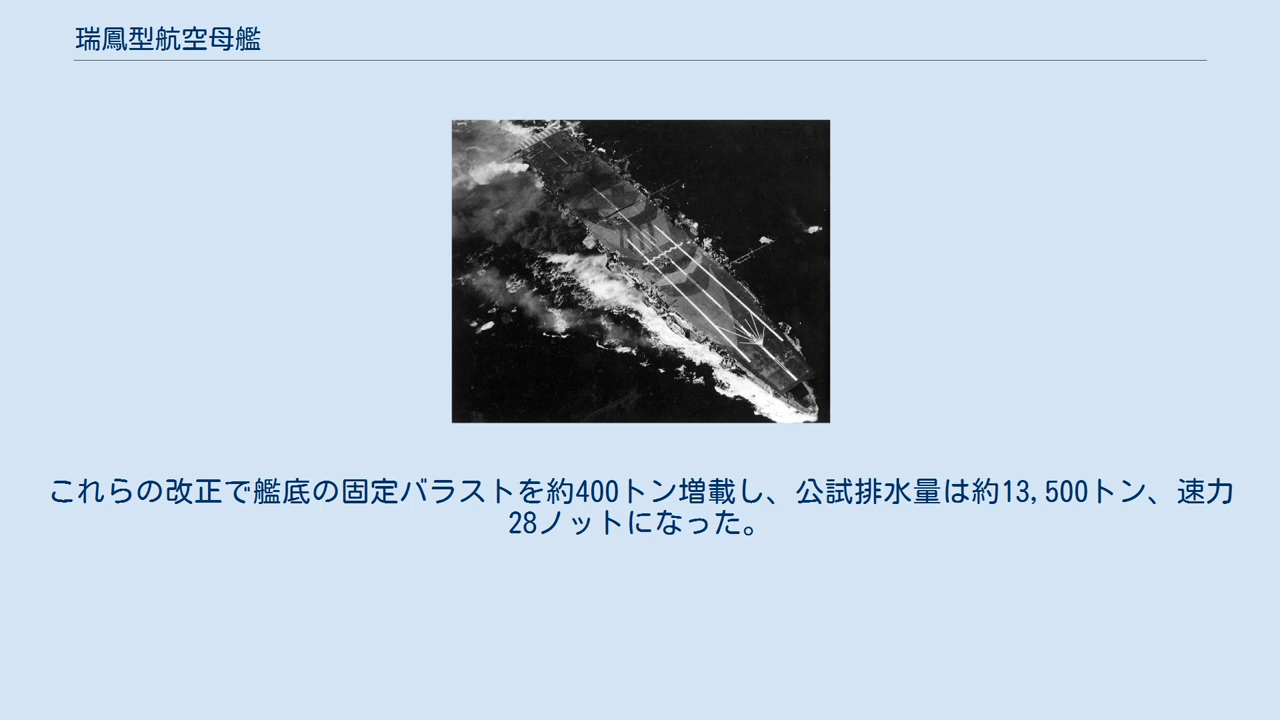 瑞鳳型航空母艦
これらの改正で艦底の固定バラストを約400トン増載し、公試排水量は約13,500トン、速力
28ノットになった。